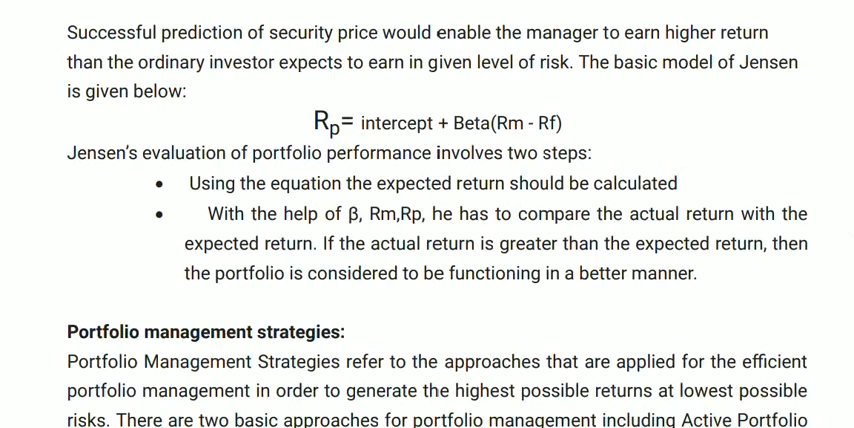 Successful prediction of security price would enable the manager to earn higher return
than the ordinary investor expects to earn in given level of risk. The basic model of Jensen
is given below:
Rp= intercept + Beta(Rm - Rf)
Jensen's evaluation of portfolio performance involves two steps:
• Using the equation the expected return should be calculated
• With the help of β, Rm,Rp, he has to compare the actual return with the
expected return. If the actual return is greater than the expected return, then
the portfolio is considered to be functioning in a better manner.
Portfolio management strategies:
Portfolio Management Strategies refer to the approaches that are applied for the efficient
portfolio management in order to generate the highest possible returns at lowest possible
risks. There are two basic approaches for portfolio management including Active Portfolio